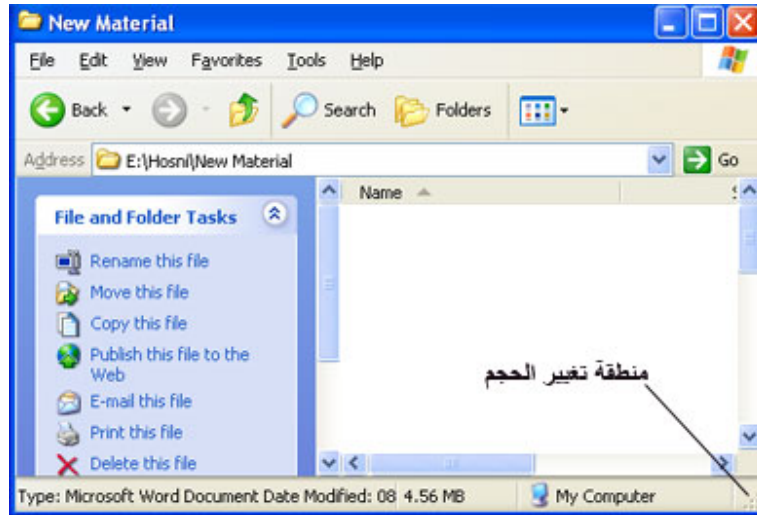 New Material
File Edit View Favorites Tools Help
Back Search Folders
Address E:\Hosni\New Material Go
Name
File and Folder Tasks
Rename this file
Move this file
Copy this file
Publish this file to the
Web
E-mail this file
Print this file
Delete this file
منطقة تغيير الحجم
Type: Microsoft Word Document Date Modified: 08 4.56 MB My Computer